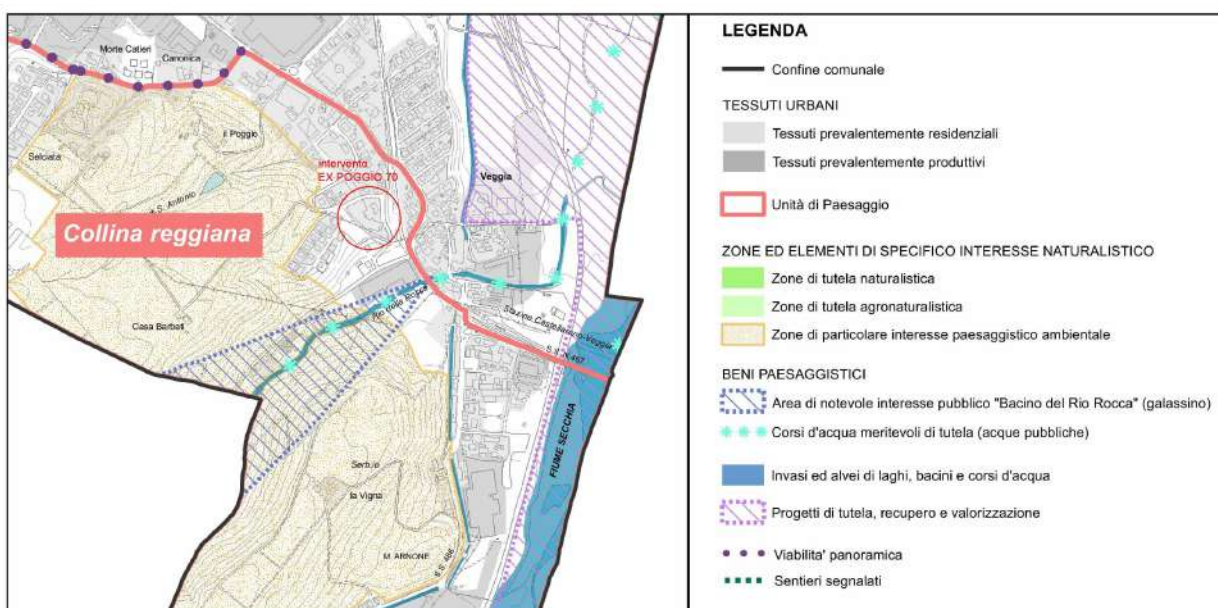 Monte Catieri
Canonica
il Poggio
Selciata
intervento
EX POGGIO 70
Veggia
S. Antonio
Collina reggiana
Rio della Rocca
Casa Barbati
Stazione Castellarano-Veggia
S.S. N.467
FIUME SECCHIA
la Vigna
M. ARNONE
S.S. 486
LEGENDA
Confine comunale
TESSUTI URBANI
Tessuti prevalentemente residenziali
Tessuti prevalentemente produttivi
Unità di Paesaggio
ZONE ED ELEMENTI DI SPECIFICO INTERESSE NATURALISTICO
Zone di tutela naturalistica
Zone di tutela agronaturalistica
Zone di particolare interesse paesaggistico ambientale
BENI PAESAGGISTICI
Area di notevole interesse pubblico "Bacino del Rio Rocca" (galassino)
Corsi d'acqua meritevoli di tutela (acque pubbliche)
Invasi ed alvei di laghi, bacini e corsi d'acqua
Progetti di tutela, recupero e valorizzazione
Viabilita' panoramica
Sentieri segnalati